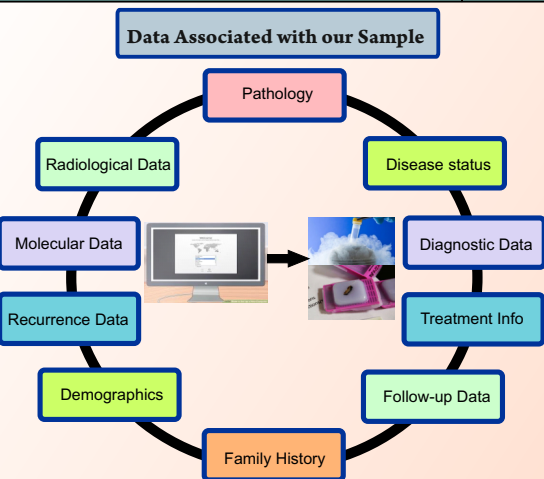 Data Associated with our Sample
Pathology
Radiological Data
Disease status
Molecular Data
Diagnostic Data
Recurrence Data
Treatment Info
Demographics
Follow-up Data
Family History